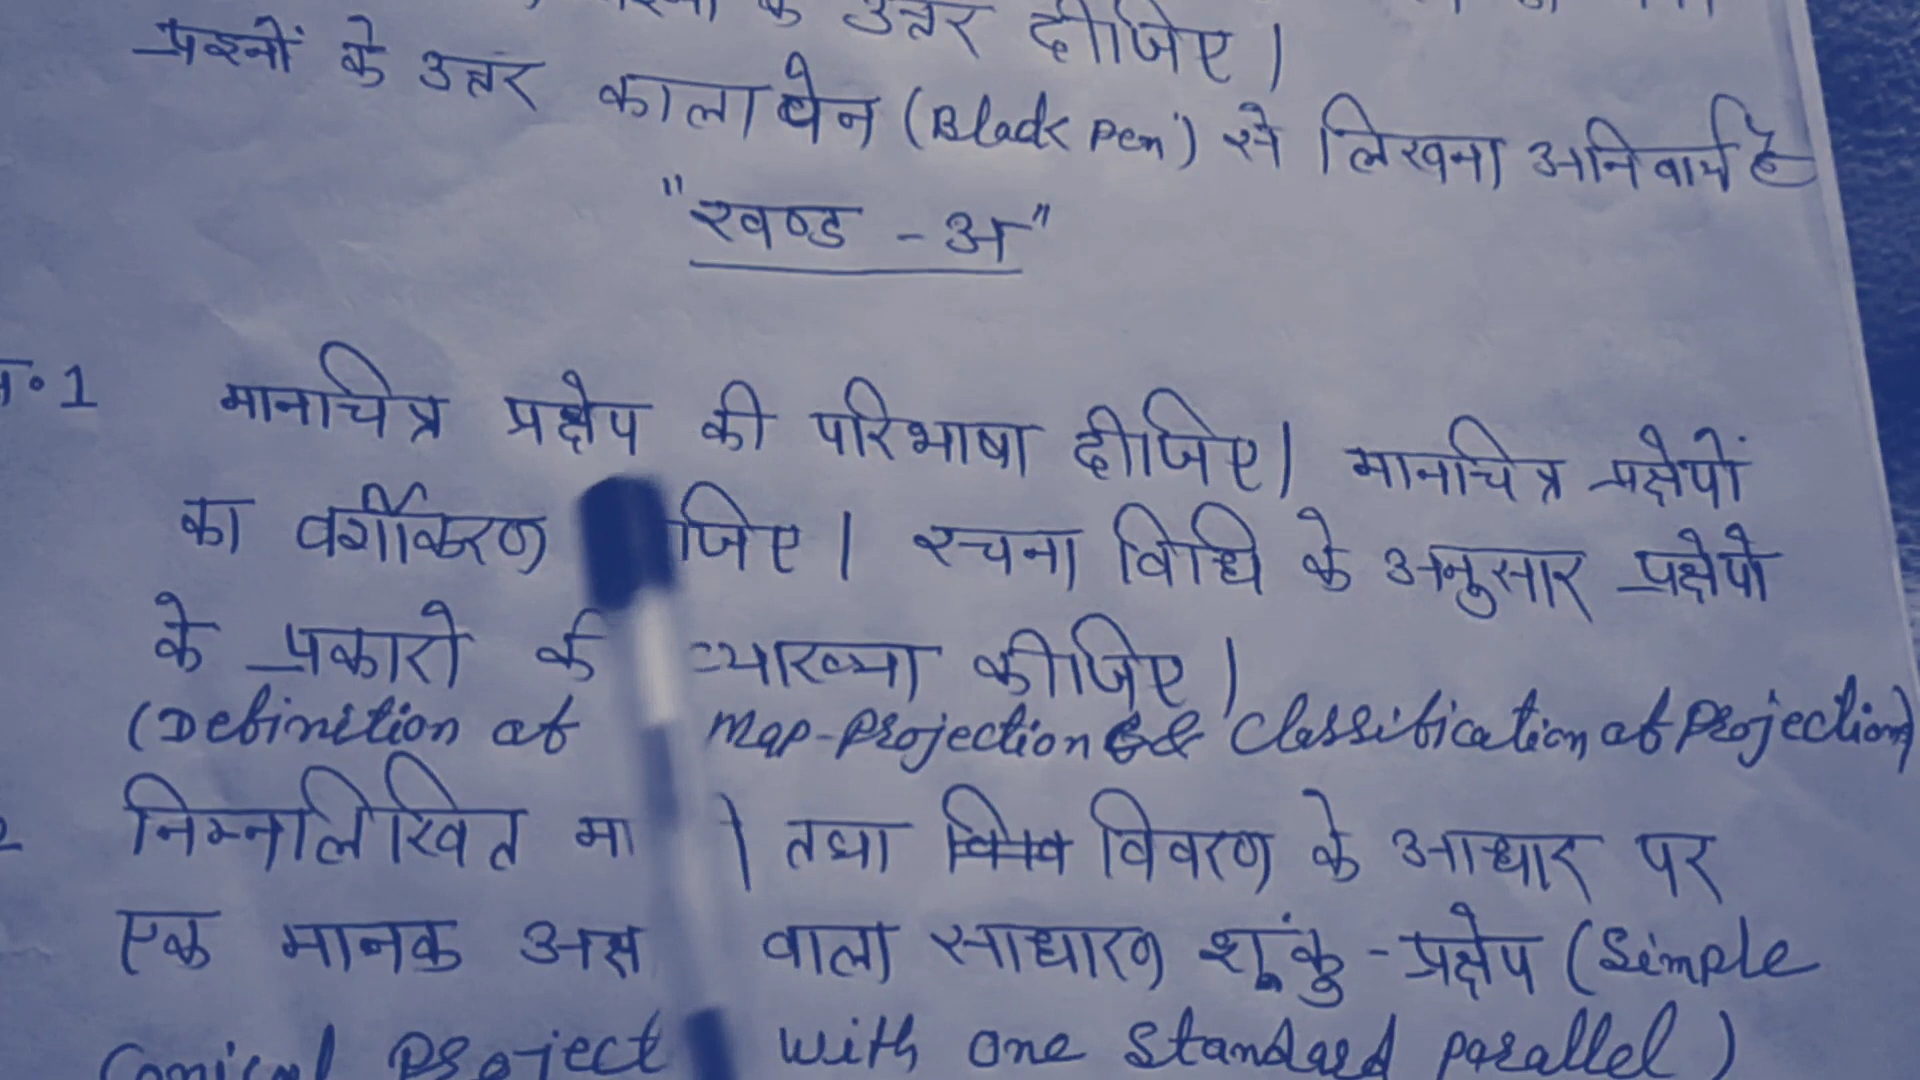 के उत्तर दीजिए।
प्रश्नों के उत्तर काला पेन (Black Pen) से लिखना अनिवार्य है
"खण्ड - अ"
1 मानचित्र प्रक्षेप की परिभाषा दीजिए। मानचित्र प्रक्षेपों
का वर्गीकरण जिए। रचना विधि के अनुसार प्रक्षेपो
के प्रकारो व्याख्या कीजिए।
(Definition of Map-Projection & Classification of Projection)
निम्नलिखित मा तथा विवरण के आधार पर
एक मानक अक्ष वाला साधारण शंकु-प्रक्षेप (Simple
Conical Project with one standard parallel)